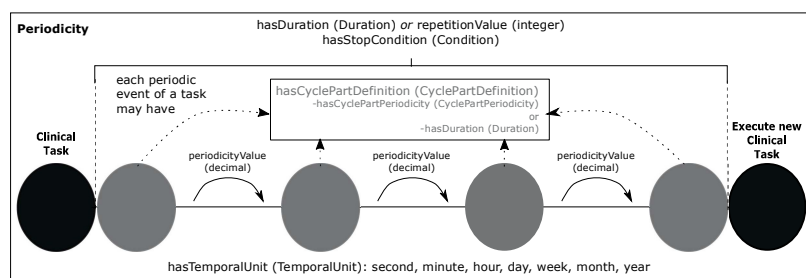 Periodicity
hasDuration (Duration) or repetitionValue (integer)
hasStopCondition (Condition)
each periodic
event of a task
may have
hasCyclePartDefinition (CyclePartDefinition)
-hasCyclePartPeriodicity (CyclePartPeriodicity)
or
-hasDuration (Duration)
Clinical
Task
Execute new
Clinical
Task
periodicityValue
(decimal)
periodicityValue
(decimal)
periodicityValue
(decimal)
hasTemporalUnit (TemporalUnit): second, minute, hour, day, week, month, year